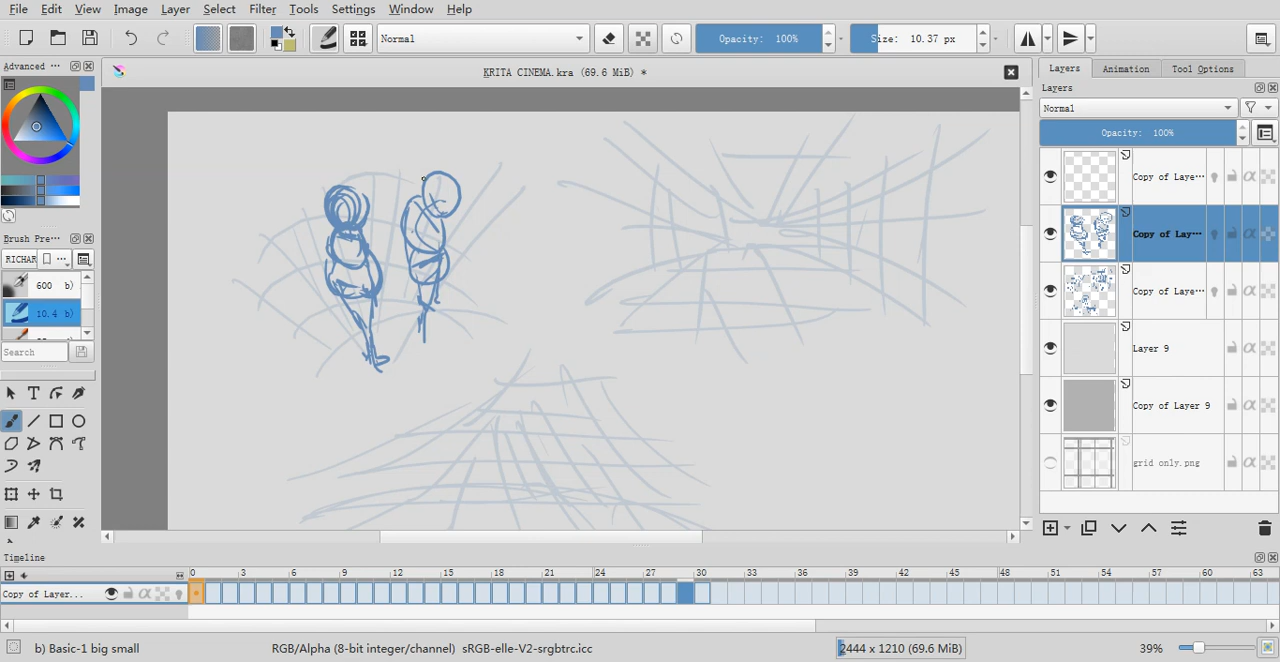 File Edit View Image Layer Select Filter Tools Settings Window Help
Normal Opacity: 100% Size: 10.37 px
Advanced ··· KRITA CINEMA.kra (69.6 MiB) * Layers Animation Tool Options
Layers
Normal
Opacity: 100%
Copy of Laye···
Copy of Lay···
Brush Pre···
RICHAR
600 b)
Copy of Laye···
10.4 b)
Search
Layer 9
Copy of Layer 9
grid only.png
Timeline
0 3 6 9 12 15 18 21 24 27 30 33 36 39 42 45 48 51 54 57 60 63
Copy of Layer...
b) Basic-1 big small RGB/Alpha (8-bit integer/channel) sRGB-elle-V2-srgbtrc.icc 2444 x 1210 (69.6 MiB) 39%